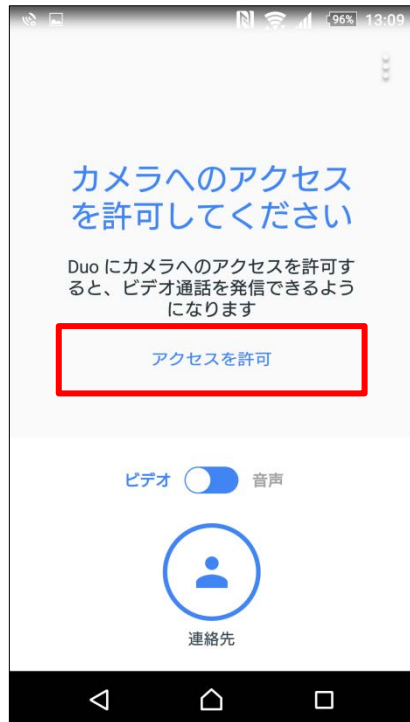 96% 13:09
カメラへのアクセス
を許可してください
Duo にカメラへのアクセスを許可す
ると、ビデオ通話を発信できるよう
になります
アクセスを許可
ビデオ 音声
連絡先